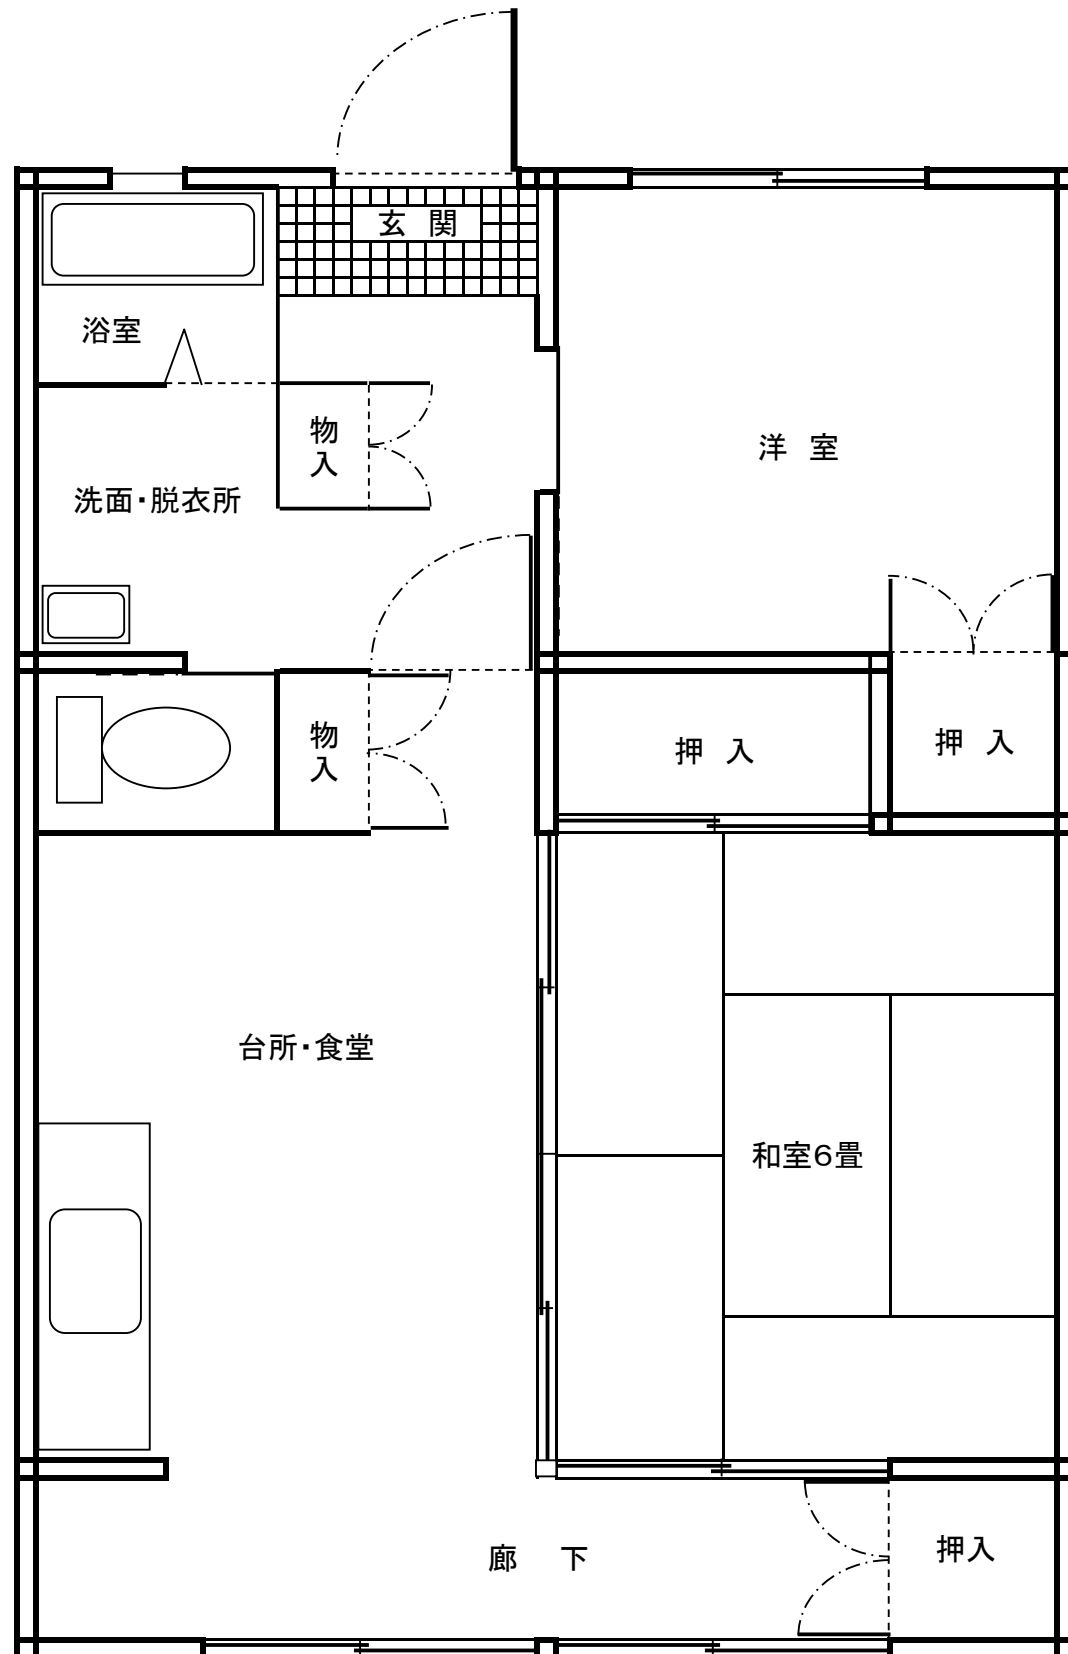 玄 関
浴室
物入
洋 室
洗面・脱衣所
物入
押 入
押 入
台所・食堂
和室6畳
廊 下
押入